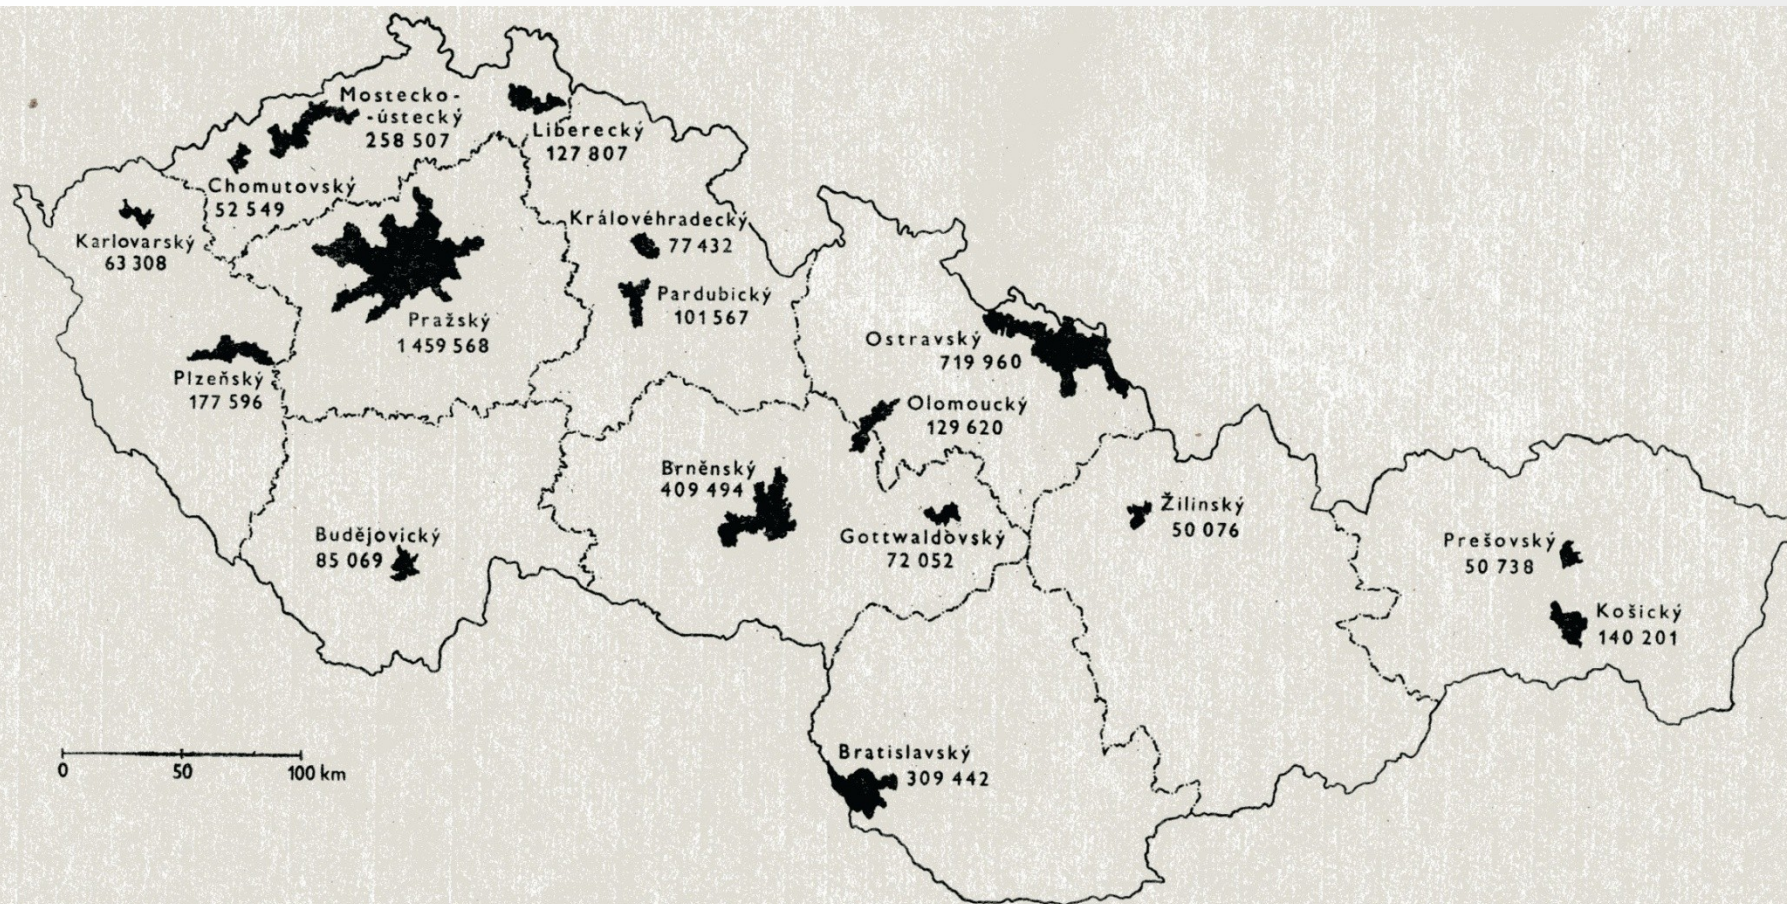 Mostecko-
-ústecký
258 507
Liberecký
127 807
Chomutovský
52 549
Karlovarský
63 308
Královéhradecký
77 432
Pardubický
101 567
Pražský
1 459 568
Plzeňský
177 596
Ostravský
719 960
Olomoucký
129 620
Brněnský
409 494
Gottwaldovský
72 052
Budějovický
85 069
Žilinský
50 076
Prešovský
50 738
Košický
140 201
Bratislavský
309 442
0 50 100 km